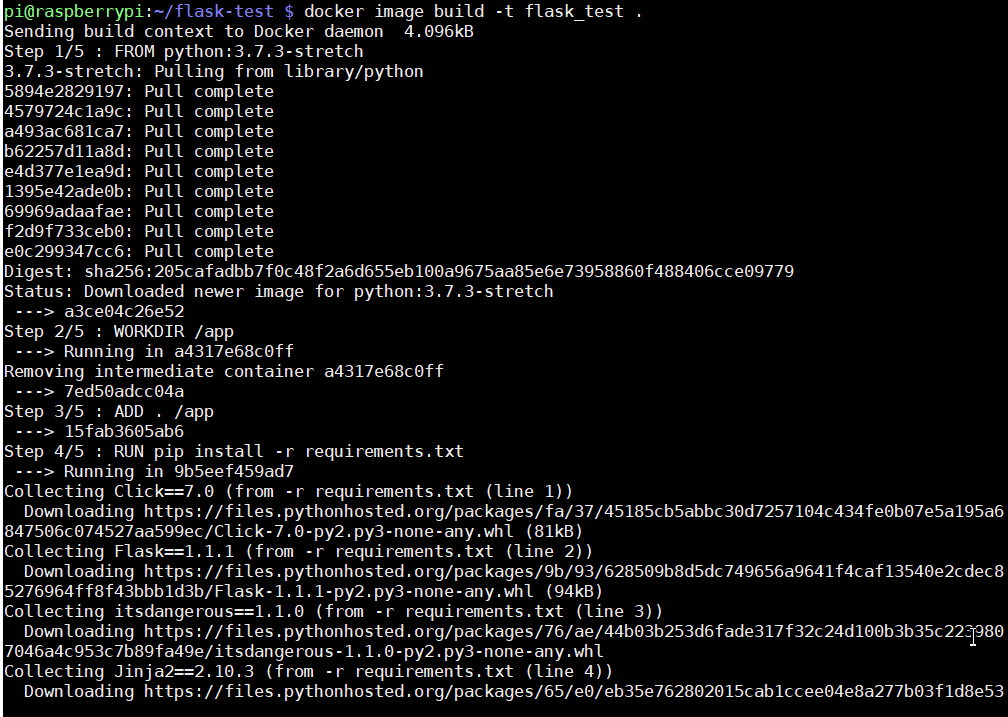 pi@raspberrypi:~/flask-test $ docker image build -t flask_test .
Sending build context to Docker daemon  4.096kB
Step 1/5 : FROM python:3.7.3-stretch
3.7.3-stretch: Pulling from library/python
5894e2829197: Pull complete
4579724c1a9c: Pull complete
a493ac681ca7: Pull complete
b62257d11a8d: Pull complete
e4d377e1ea9d: Pull complete
1395e42ade0b: Pull complete
69969adaafae: Pull complete
f2d9f733ceb0: Pull complete
e0c299347cc6: Pull complete
Digest: sha256:205cafadbb7f0c48f2a6d655eb100a9675aa85e6e73958860f488406cce09779
Status: Downloaded newer image for python:3.7.3-stretch
 ---> a3ce04c26e52
Step 2/5 : WORKDIR /app
 ---> Running in a4317e68c0ff
Removing intermediate container a4317e68c0ff
 ---> 7ed50adcc04a
Step 3/5 : ADD . /app
 ---> 15fab3605ab6
Step 4/5 : RUN pip install -r requirements.txt
 ---> Running in 9b5eef459ad7
Collecting Click==7.0 (from -r requirements.txt (line 1))
  Downloading https://files.pythonhosted.org/packages/fa/37/45185cb5abbc30d7257104c434fe0b07e5a195a6
847506c074527aa599ec/Click-7.0-py2.py3-none-any.whl (81kB)
Collecting Flask==1.1.1 (from -r requirements.txt (line 2))
  Downloading https://files.pythonhosted.org/packages/9b/93/628509b8d5dc749656a9641f4caf13540e2cdec8
5276964ff8f43bbb1d3b/Flask-1.1.1-py2.py3-none-any.whl (94kB)
Collecting itsdangerous==1.1.0 (from -r requirements.txt (line 3))
  Downloading https://files.pythonhosted.org/packages/76/ae/44b03b253d6fade317f32c24d100b3b35c223980
7046a4c953c7b89fa49e/itsdangerous-1.1.0-py2.py3-none-any.whl
Collecting Jinja2==2.10.3 (from -r requirements.txt (line 4))
  Downloading https://files.pythonhosted.org/packages/65/e0/eb35e762802015cab1ccee04e8a277b03f1d8e53